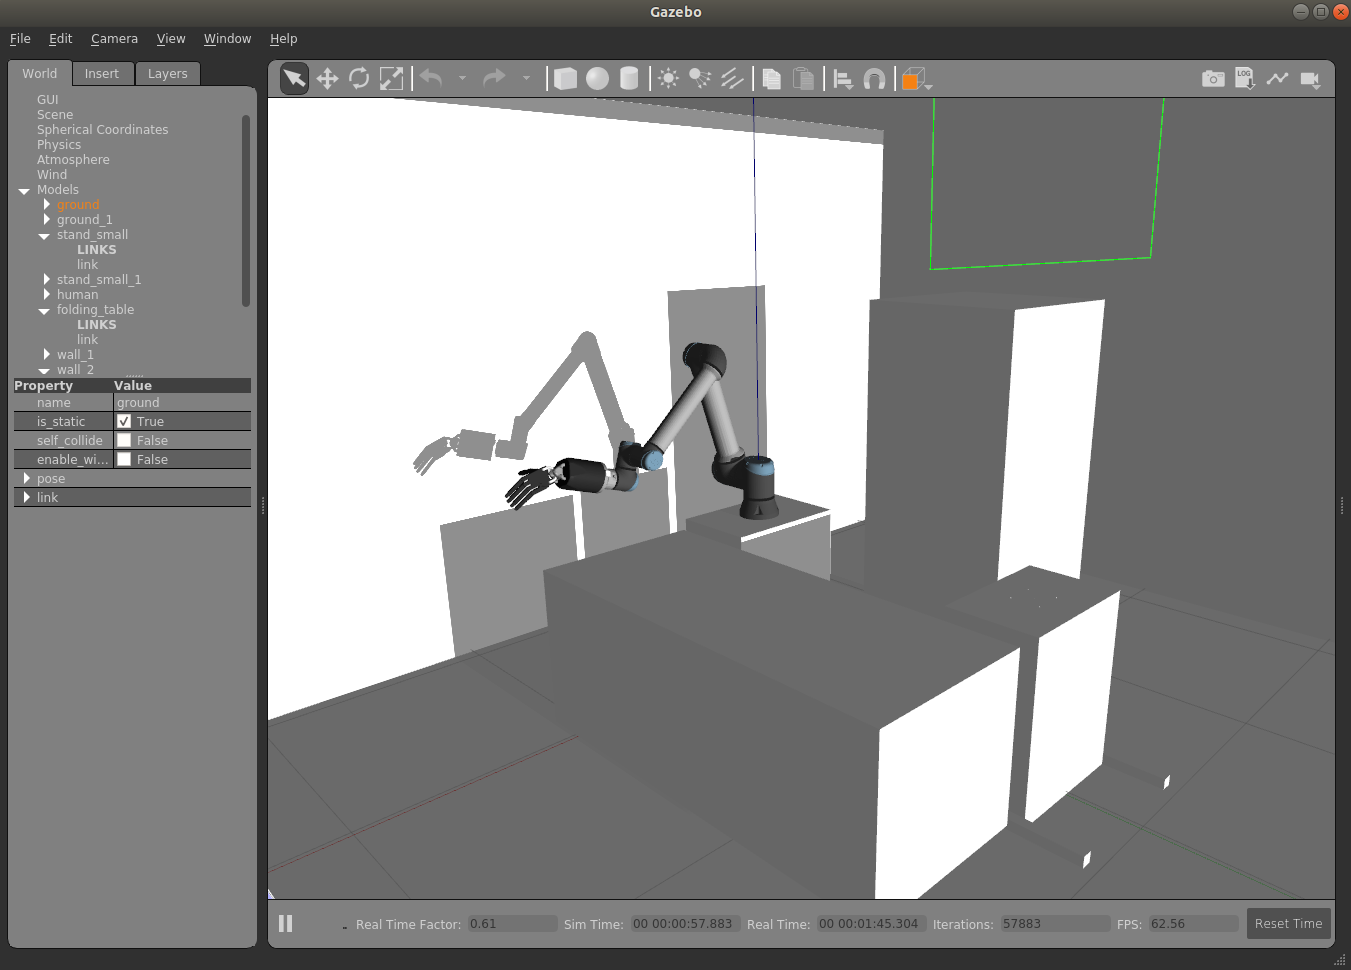 Gazebo
File Edit Camera View Window Help
World Insert Layers
LOG
GUI
Scene
Spherical Coordinates
Physics
Atmosphere
Wind
Models
ground
ground_1
stand_small
LINKS
link
stand_small_1
human
folding_table
LINKS
link
wall_1
wall_2
Property Value
name ground
is_static True
self_collide False
enable_wi... False
pose
link
Real Time Factor: 0.61 Sim Time: 00 00:00:57.883 Real Time: 00 00:01:45.304 Iterations: 57883 FPS: 62.56 Reset Time